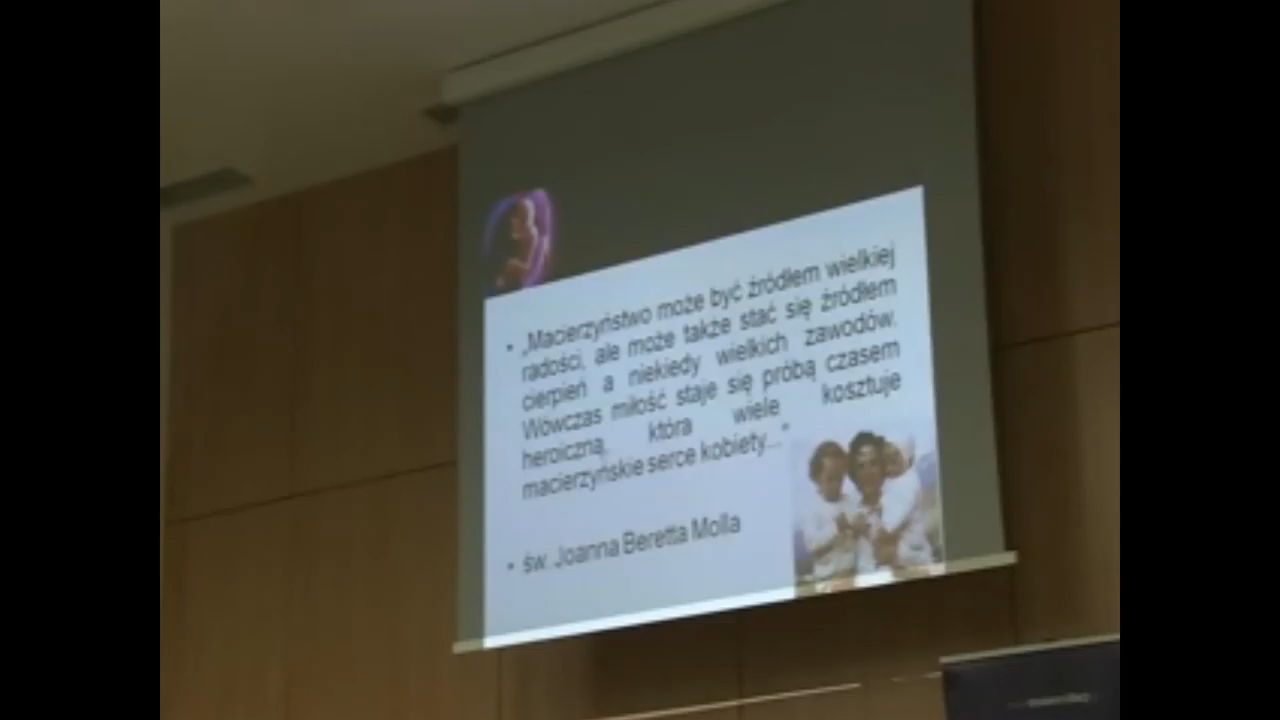 • „Macierzyństwo może być źródłem wielkiej
radości, ale może także stać się źródłem
cierpień a niekiedy wielkich zawodów.
Wówczas miłość staje się próbą czasem
heroiczną, która wiele kosztuje
macierzyńskie serce kobiety..."
• św. Joanna Beretta Molla